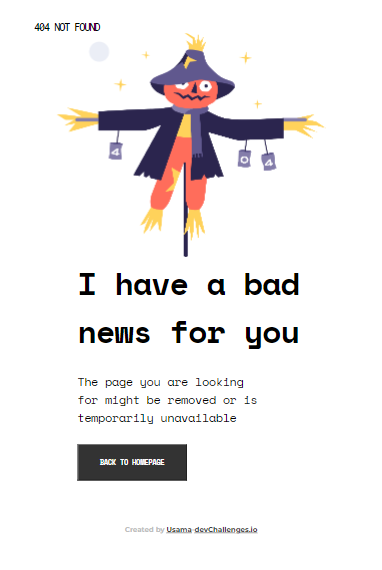 404 NOT FOUND
4
0 4
I have a bad
news for you
The page you are looking
for might be removed or is
temporarily unavailable
BACK TO HOMEPAGE
Created by Usama-devChallenges.io